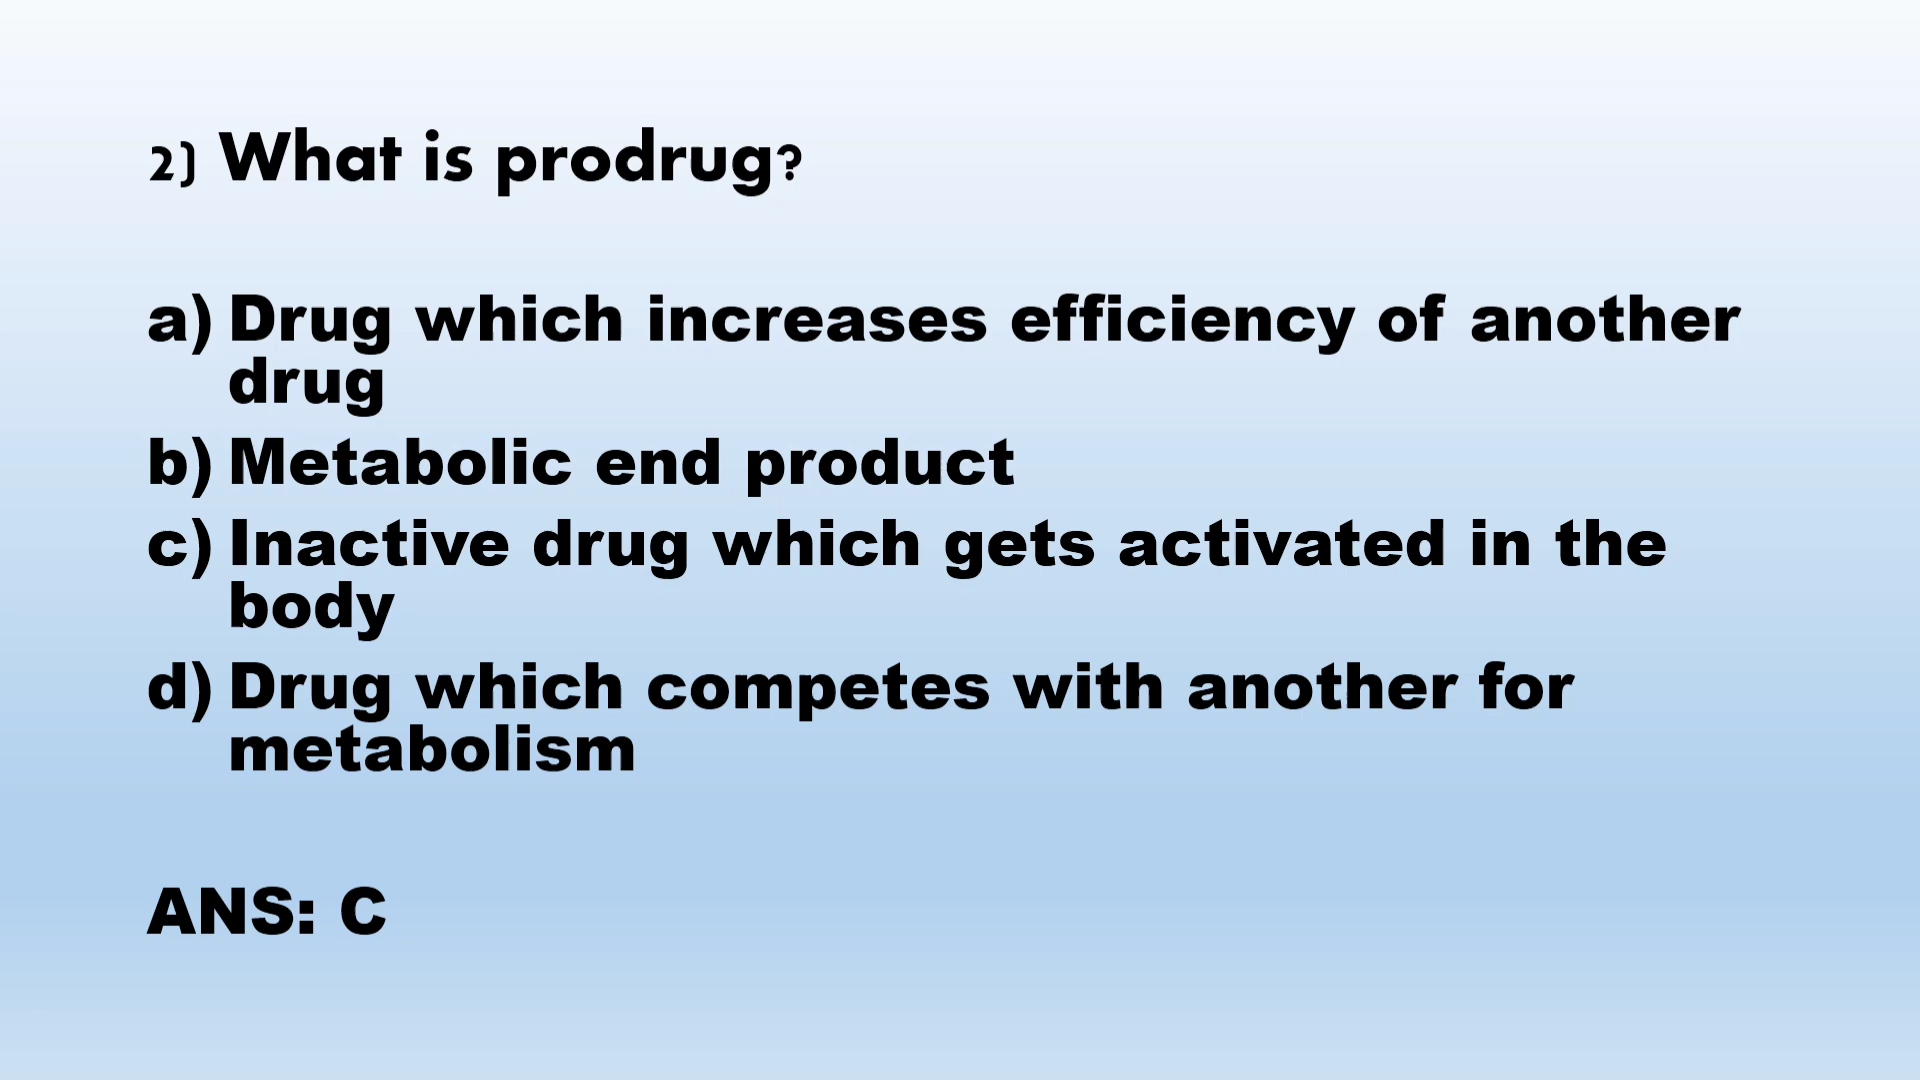 2) What is prodrug?
a) Drug which increases efficiency of another
drug
b) Metabolic end product
c) Inactive drug which gets activated in the
body
d) Drug which competes with another for
metabolism
ANS: C